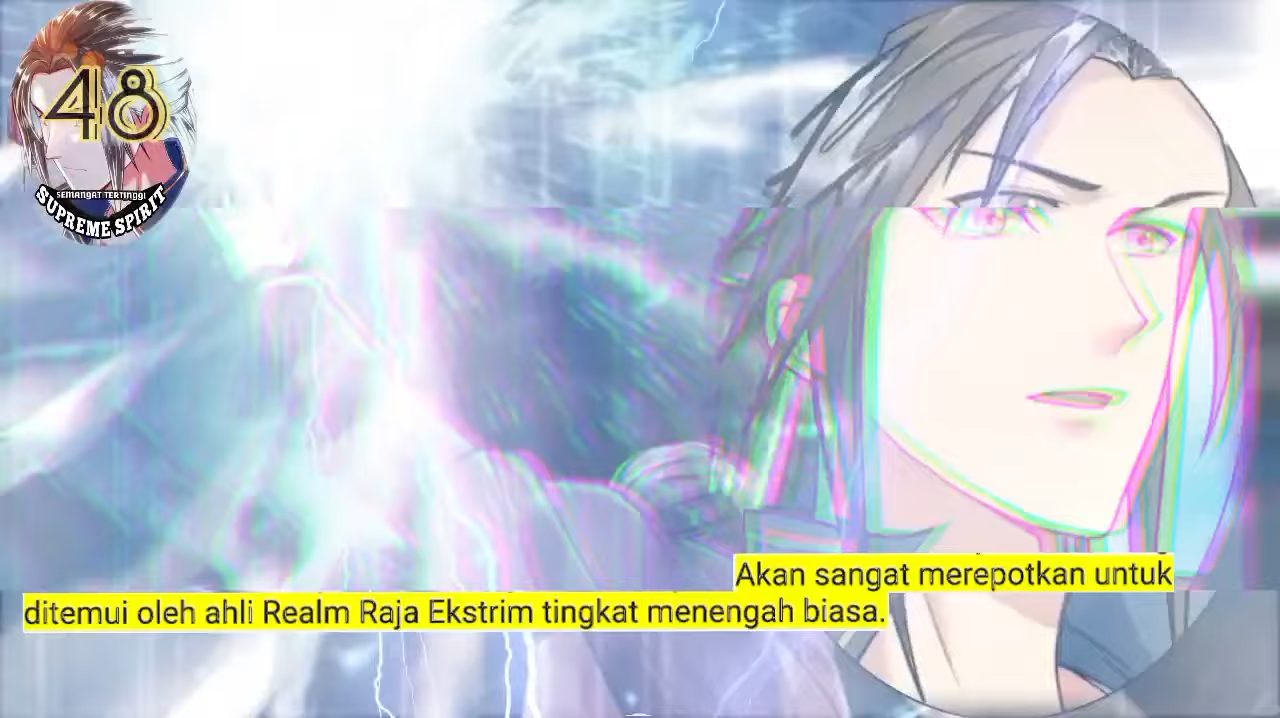 48
SEMANGAT TERTINGGI
SUPREME SPIRIT
Akan sangat merepotkan untuk
ditemui oleh ahli Realm Raja Ekstrim tingkat menengah biasa.